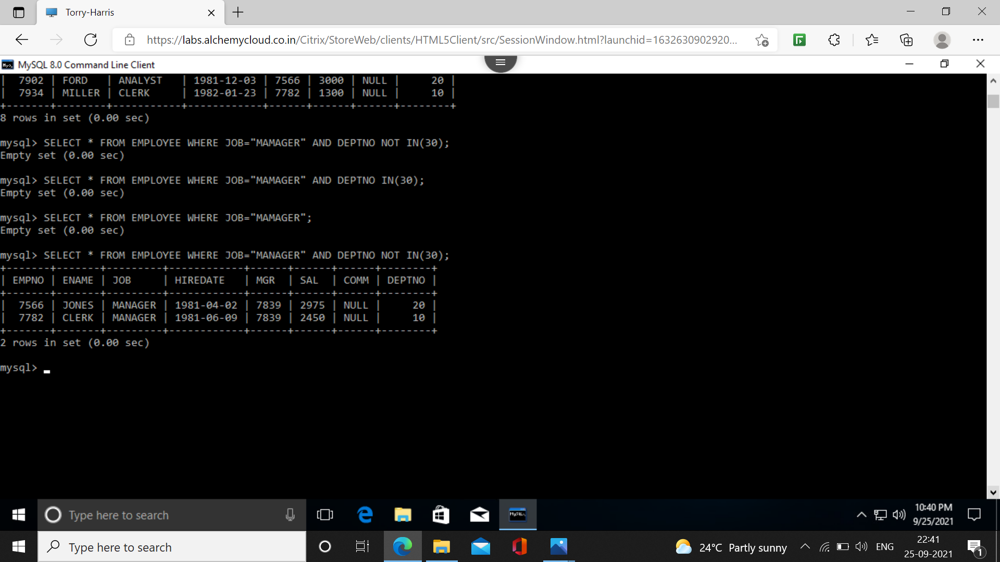 Torry-Harris
https://labs.alchemycloud.co.in/Citrix/StoreWeb/clients/HTML5Client/src/SessionWindow.html?launchid=1632630902920...
MySQL 8.0 Command Line Client
| 7902 | FORD | ANALYST | 1981-12-03 | 7566 | 3000 | NULL | 20 |
| 7934 | MILLER | CLERK | 1982-01-23 | 7782 | 1300 | NULL | 10 |
+-------+--------+-----------+------------+------+------+------+--------+
8 rows in set (0.00 sec)
mysql> SELECT * FROM EMPLOYEE WHERE JOB="MAMAGER" AND DEPTNO NOT IN(30);
Empty set (0.00 sec)
mysql> SELECT * FROM EMPLOYEE WHERE JOB="MAMAGER" AND DEPTNO IN(30);
Empty set (0.00 sec)
mysql> SELECT * FROM EMPLOYEE WHERE JOB="MAMAGER";
Empty set (0.00 sec)
mysql> SELECT * FROM EMPLOYEE WHERE JOB="MANAGER" AND DEPTNO NOT IN(30);
+-------+-------+---------+------------+------+------+------+--------+
| EMPNO | ENAME | JOB | HIREDATE | MGR | SAL | COMM | DEPTNO |
+-------+-------+---------+------------+------+------+------+--------+
| 7566 | JONES | MANAGER | 1981-04-02 | 7839 | 2975 | NULL | 20 |
| 7782 | CLERK | MANAGER | 1981-06-09 | 7839 | 2450 | NULL | 10 |
+-------+-------+---------+------------+------+------+------+--------+
2 rows in set (0.00 sec)
mysql> _
Type here to search
10:40 PM
9/25/2021
Type here to search
24°C Partly sunny
ENG
22:41
25-09-2021
1